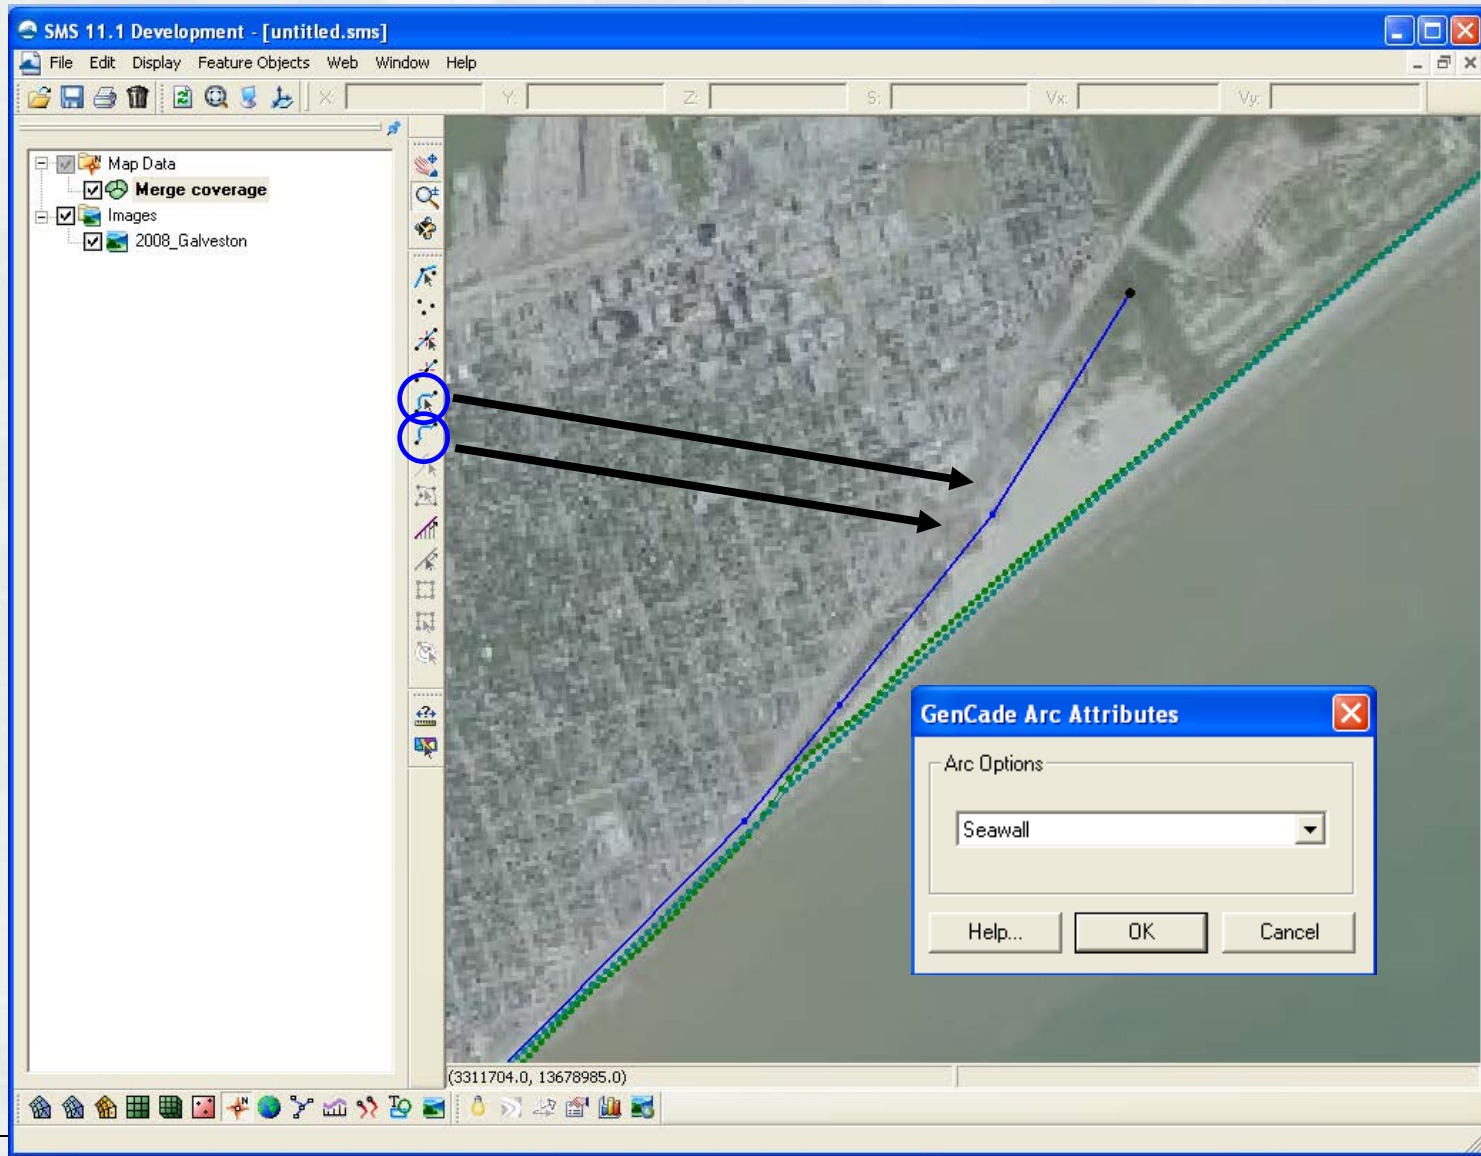 SMS 11.1 Development - [untitled.sms]
File Edit Display Feature Objects Web Window Help
X: Y: Z: S: Vx: Vy:
Map Data
Merge coverage
Images
2008_Galveston
GenCade Arc Attributes
Arc Options
Seawall
Help... OK Cancel
(3311704.0, 13678985.0)